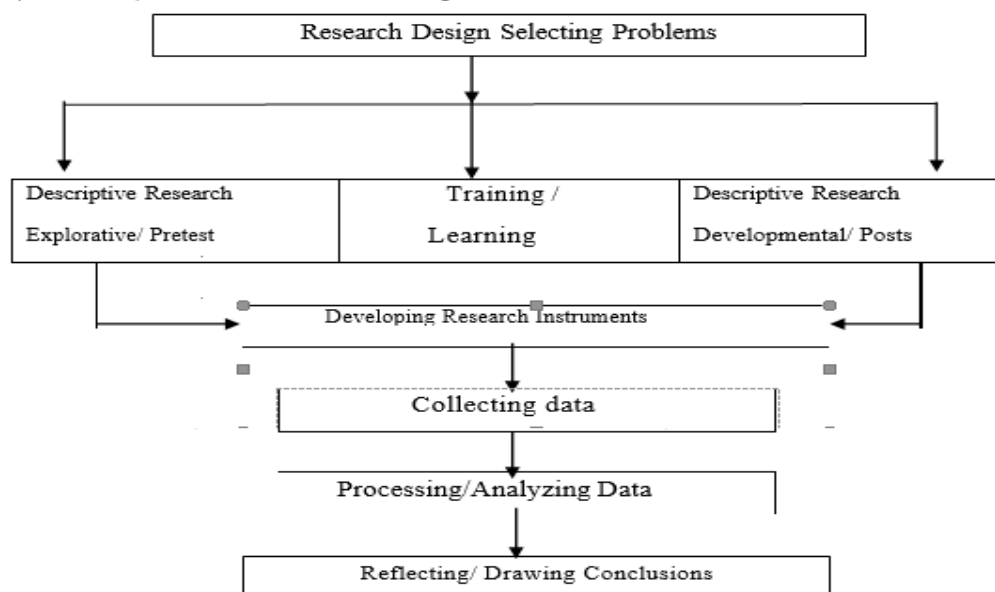 Research Design Selecting Problems
Descriptive Research
Explorative/ Pretest
Training /
Learning
Descriptive Research
Developmental/ Posts
Developing Research Instruments
Collecting data
Processing/Analyzing Data
Reflecting/ Drawing Conclusions